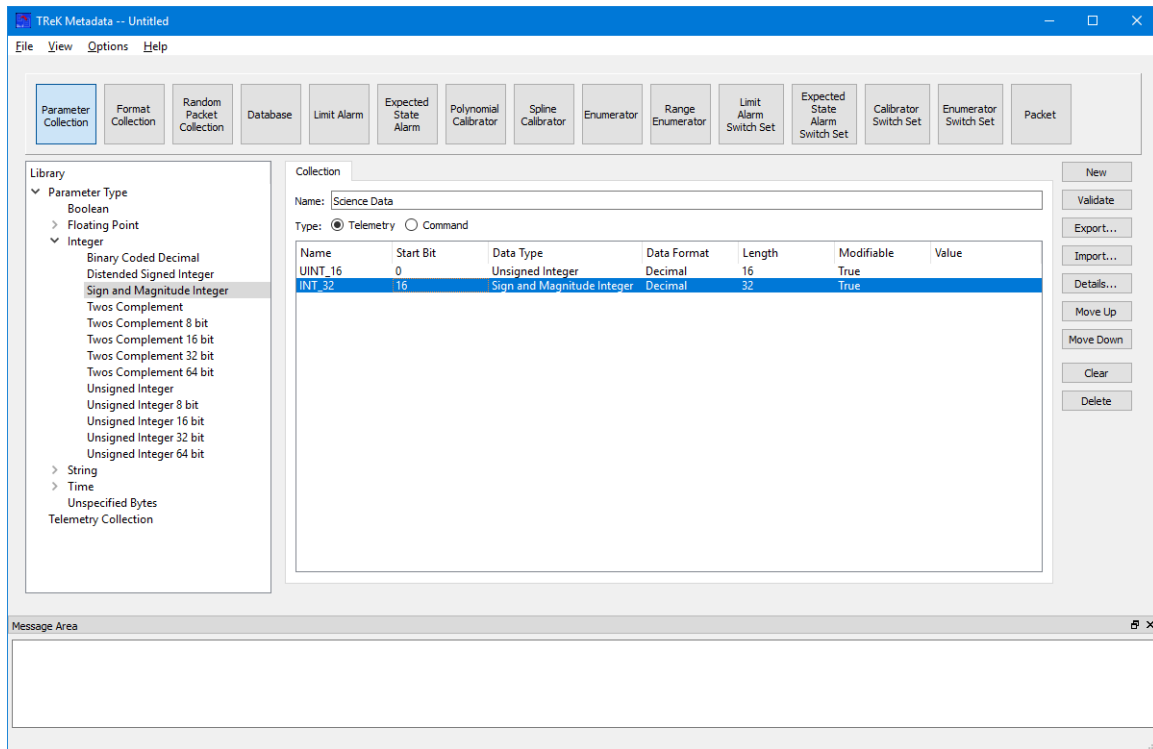 TReK Metadata -- Untitled
File View Options Help
Parameter Collection
Format Collection
Random Packet Collection
Database
Limit Alarm
Expected State Alarm
Polynomial Calibrator
Spline Calibrator
Enumerator
Range Enumerator
Limit Alarm Switch Set
Expected State Alarm Switch Set
Calibrator Switch Set
Enumerator Switch Set
Packet
Library
Parameter Type
Boolean
Floating Point
Integer
Binary Coded Decimal
Distended Signed Integer
Sign and Magnitude Integer
Twos Complement
Twos Complement 8 bit
Twos Complement 16 bit
Twos Complement 32 bit
Twos Complement 64 bit
Unsigned Integer
Unsigned Integer 8 bit
Unsigned Integer 16 bit
Unsigned Integer 32 bit
Unsigned Integer 64 bit
String
Time
Unspecified Bytes
Telemetry Collection
Collection
Name: Science Data
Type: Telemetry Command
Name Start Bit Data Type Data Format Length Modifiable Value
UINT_16 0 Unsigned Integer Decimal 16 True
INT_32 16 Sign and Magnitude Integer Decimal 32 True
New
Validate
Export...
Import...
Details...
Move Up
Move Down
Clear
Delete
Message Area